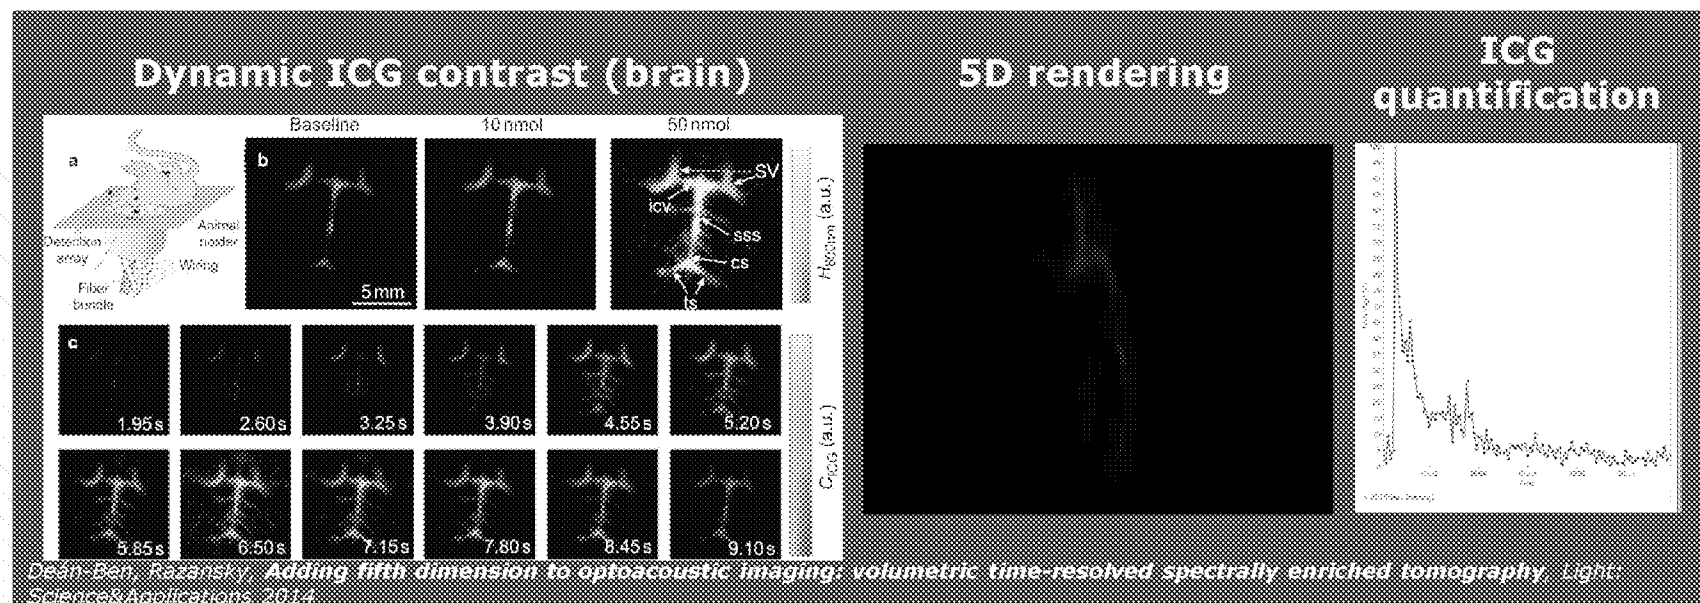 Dynamic ICG contrast (brain)
5D rendering
ICG
quantification
Baseline
10 nmol
50 nmol
a
b
SV
icv
sss
cs
ts
5 mm
Animal
holder
Detection
array
Wiring
Fiber
bundle
c
1.95 s
2.60 s
3.25 s
3.90 s
4.55 s
5.20 s
5.85 s
6.50 s
7.15 s
7.80 s
8.45 s
9.10 s
(a.u.)
C ICG (a.u.)
Deán-Ben, Razansky, Adding fifth dimension to optoacoustic imaging: volumetric time-resolved spectrally enriched tomography, Light:
Science&Applications 2014